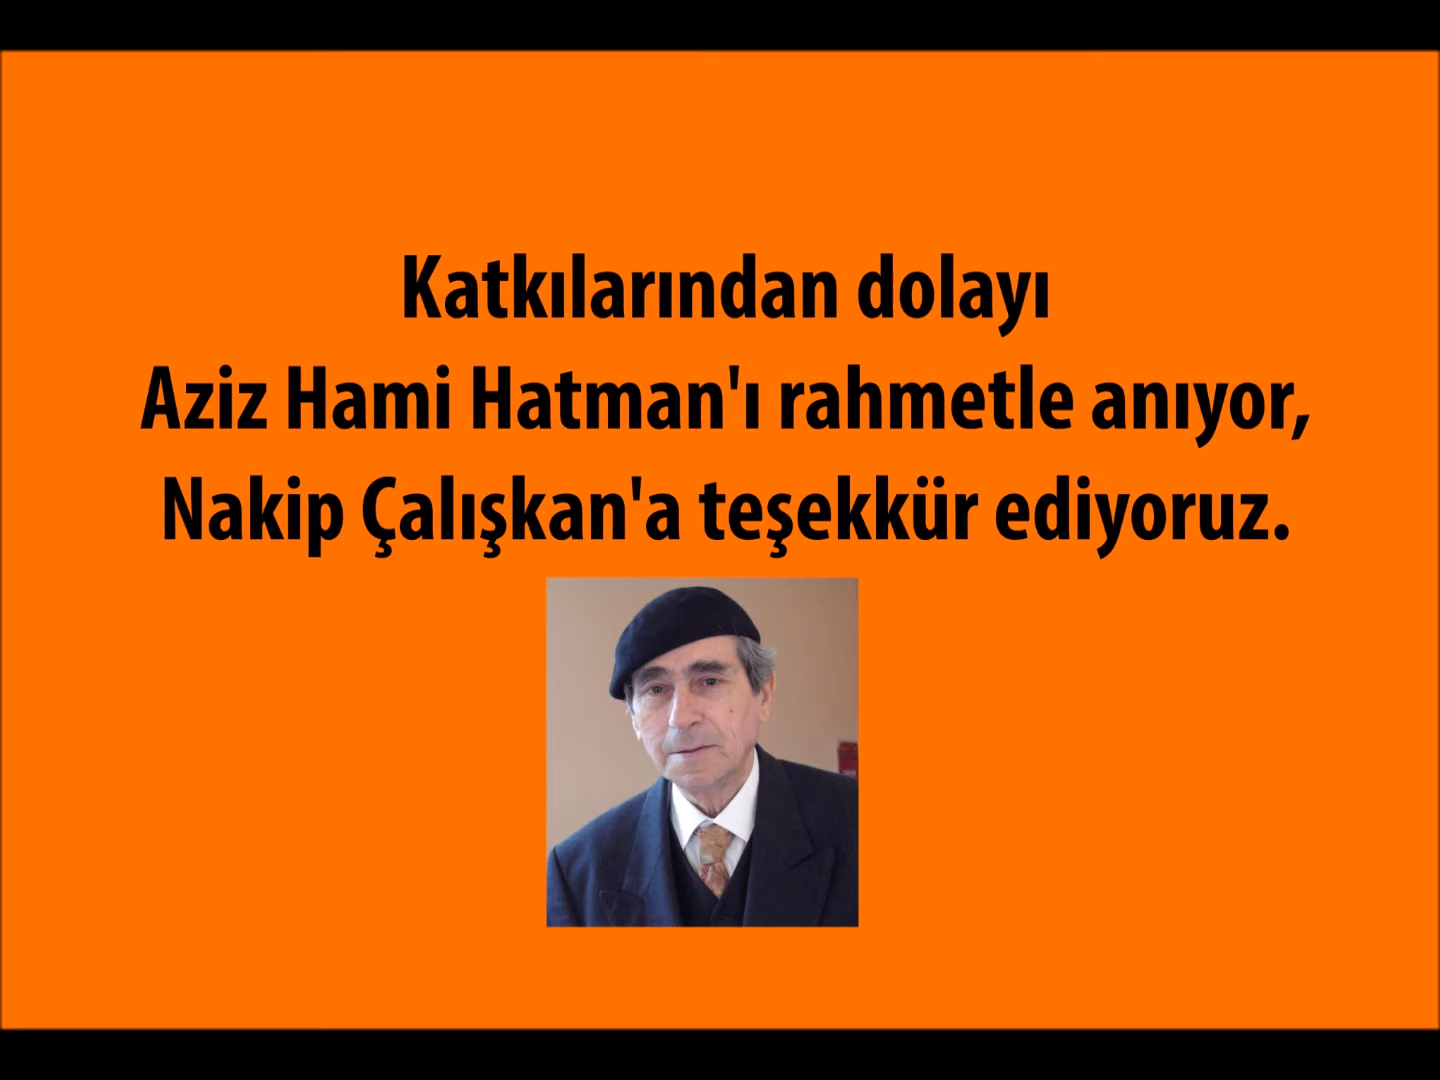 Katkılarından dolayı
Aziz Hami Hatman'ı rahmetle anıyor,
Nakip Çalışkan'a teşekkür ediyoruz.